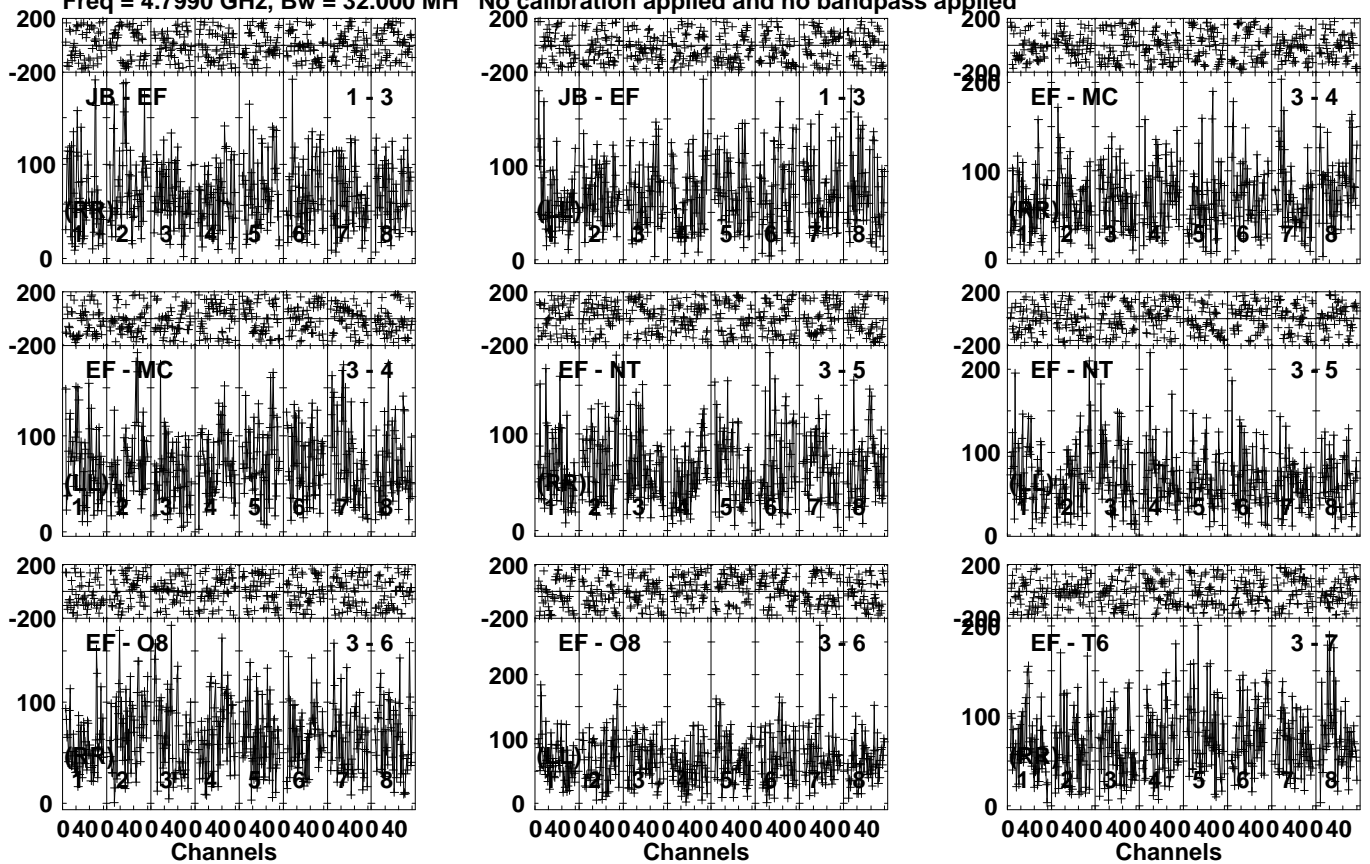 Freq = 4.7990 GHz, Bw = 32.000 MH No calibration applied and no bandpass applied
200 200 200
-200 -200 -200
JB - EF 1 - 3 JB - EF 1 - 3 EF - MC 3 - 4
200
100 100 100
(RR) (LL) (RR)
1 2 3 4 5 6 7 8 1 2 3 4 5 6 7 8 1 2 3 4 5 6 7 8
0 0 0
200 200 200
-200 -200 -200
EF - MC 3 - 4 EF - NT 3 - 5 EF - NT 3 - 5
200
100 100 100
(LL) (RR) (LL)
1 2 3 4 5 6 7 8 1 2 3 4 5 6 7 8 1 2 3 4 5 6 7 8
0 0 0
200 200 200
-200 -200 -200
EF - O8 3 - 6 EF - O8 3 - 6 EF - T6 3 - 7
200 200
100 100 100
(RR) (LL) (RR)
1 2 3 4 5 6 7 8 1 2 3 4 5 6 7 8 1 2 3 4 5 6 7 8
0 0 0
0 40 0 40 0 40 0 40 0 40 0 40 0 40 0 40 0 40 0 40 0 40 0 40 0 40 0 40 0 40 0 40 0 40 0 40 0 40 0 40 0 40 0 40 0 40 0 40
Channels Channels Channels